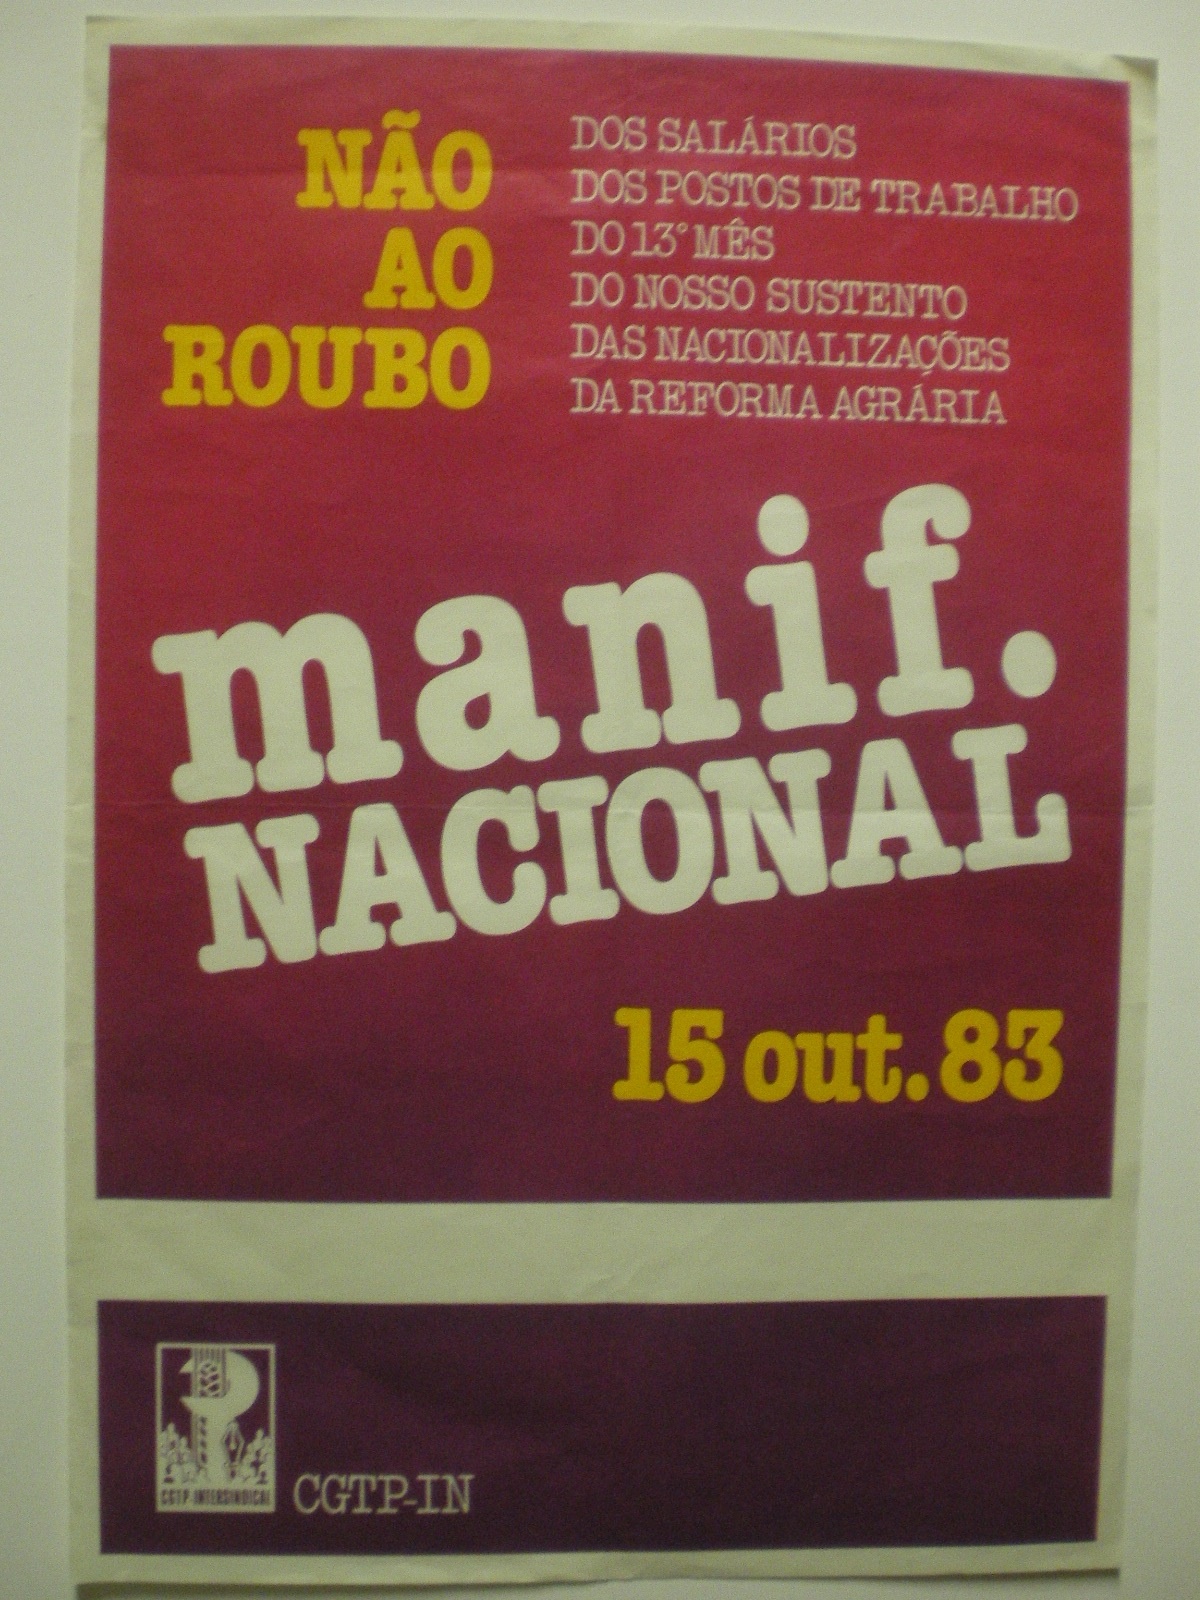 NÃO
AO
ROUBO
DOS SALÁRIOS
DOS POSTOS DE TRABALHO
DO 13º MÊS
DO NOSSO SUSTENTO
DAS NACIONALIZAÇÕES
DA REFORMA AGRÁRIA
manif.
NACIONAL
15 out. 83
CGTP-INTERSINDICAL
CGTP-IN